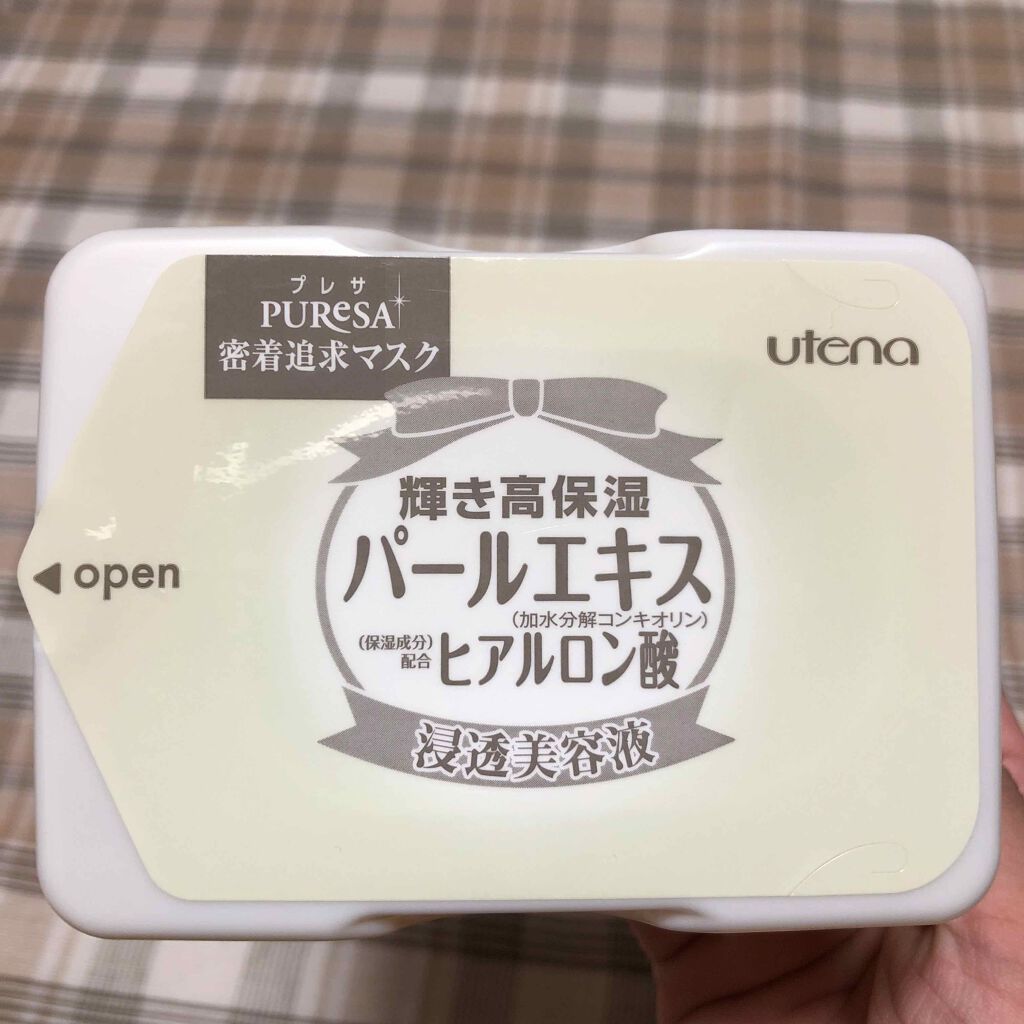 プレサ
PUReSA
密着追求マスク
utena
輝き高保湿
パールエキス
(加水分解コンキオリン)
(保湿成分)
配合 ヒアルロン酸
浸透美容液
open